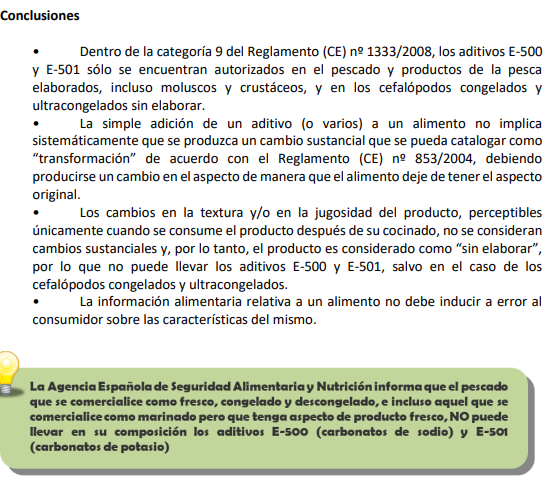 Conclusiones
• Dentro de la categoría 9 del Reglamento (CE) nº 1333/2008, los aditivos E-500
y E-501 sólo se encuentran autorizados en el pescado y productos de la pesca
elaborados, incluso moluscos y crustáceos, y en los cefalópodos congelados y
ultracongelados sin elaborar.
• La simple adición de un aditivo (o varios) a un alimento no implica
sistemáticamente que se produzca un cambio sustancial que se pueda catalogar como
“transformación” de acuerdo con el Reglamento (CE) nº 853/2004, debiendo
producirse un cambio en el aspecto de manera que el alimento deje de tener el aspecto
original.
• Los cambios en la textura y/o en la jugosidad del producto, perceptibles
únicamente cuando se consume el producto después de su cocinado, no se consideran
cambios sustanciales y, por lo tanto, el producto es considerado como “sin elaborar”,
por lo que no puede llevar los aditivos E-500 y E-501, salvo en el caso de los
cefalópodos congelados y ultracongelados.
• La información alimentaria relativa a un alimento no debe inducir a error al
consumidor sobre las características del mismo.
La Agencia Española de Seguridad Alimentaria y Nutrición informa que el pescado
que se comercialice como fresco, congelado y descongelado, e incluso aquel que se
comercialice como marinado pero que tenga aspecto de producto fresco, NO puede
llevar en su composición los aditivos E-500 (carbonatos de sodio) y E-501
(carbonatos de potasio)